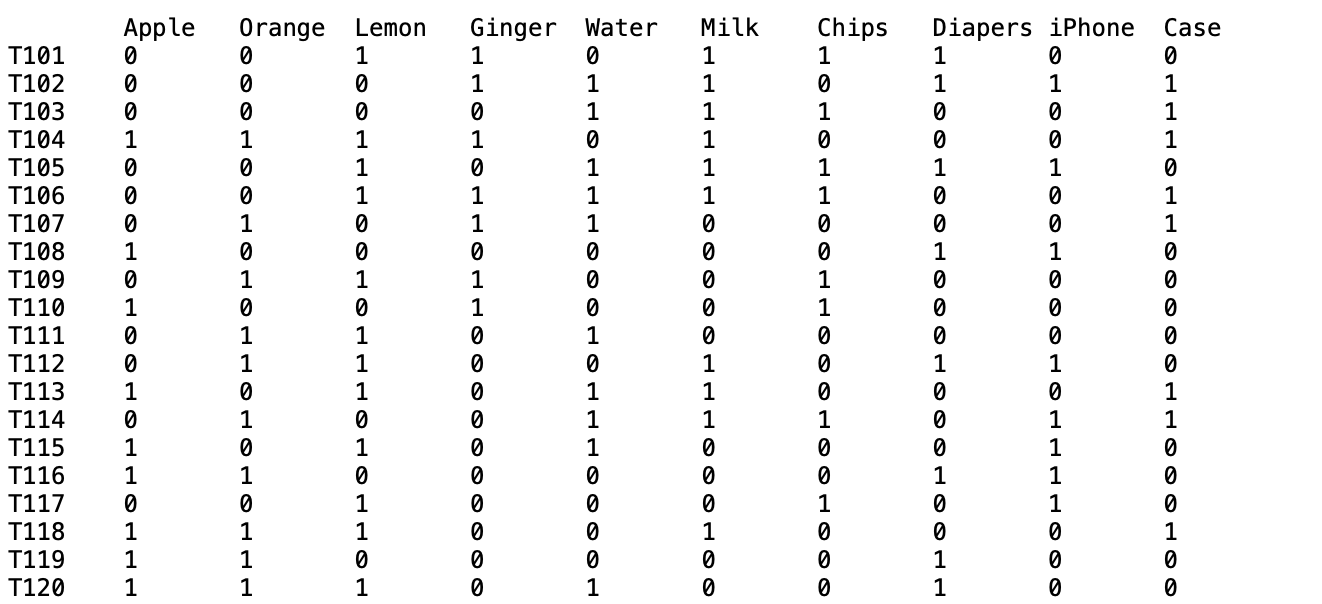 Apple Orange Lemon Ginger Water Milk Chips Diapers iPhone Case
T101 0 0 1 1 0 1 1 1 0 0
T102 0 0 0 1 1 1 0 1 1 1
T103 0 0 0 0 1 1 1 0 0 1
T104 1 1 1 1 0 1 0 0 0 1
T105 0 0 1 0 1 1 1 1 1 0
T106 0 0 1 1 1 1 1 0 0 1
T107 0 1 0 1 1 0 0 0 0 1
T108 1 0 0 0 0 0 0 1 1 0
T109 0 1 1 1 0 0 1 0 0 0
T110 1 0 0 1 0 0 1 0 0 0
T111 0 1 1 0 1 0 0 0 0 0
T112 0 1 1 0 0 1 0 1 1 0
T113 1 0 1 0 1 1 0 0 0 1
T114 0 1 0 0 1 1 1 0 1 1
T115 1 0 1 0 1 0 0 0 1 0
T116 1 1 0 0 0 0 0 1 1 0
T117 0 0 1 0 0 0 1 0 1 0
T118 1 1 1 0 0 1 0 0 0 1
T119 1 1 0 0 0 0 0 1 0 0
T120 1 1 1 0 1 0 0 1 0 0